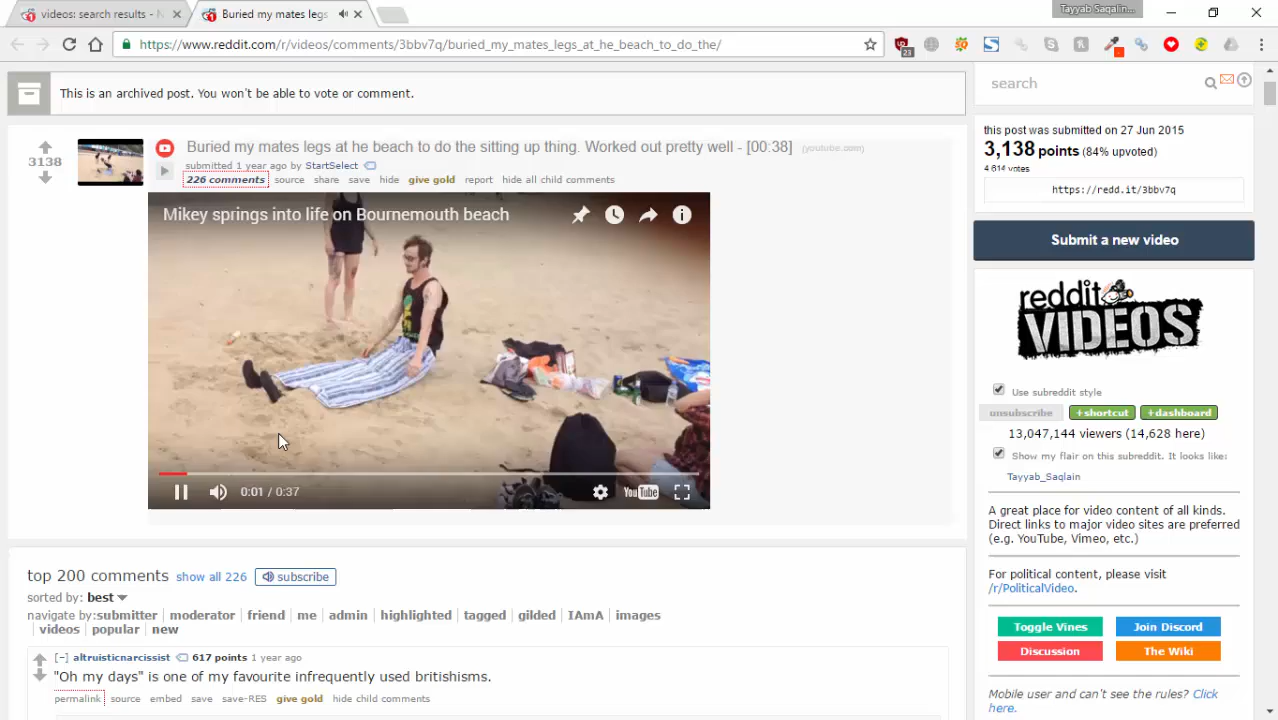 videos: search results - N
Buried my mates legs
Tayyab Saqlain...
https://www.reddit.com/r/videos/comments/3bbv7q/buried_my_mates_legs_at_he_beach_to_do_the/
23
This is an archived post. You won't be able to vote or comment.
search
3138
Buried my mates legs at he beach to do the sitting up thing. Worked out pretty well - [00:38] (youtube.com)
submitted 1 year ago by StartSelect
226 comments source share save hide give gold report hide all child comments
Mikey springs into life on Bournemouth beach
0:01 / 0:37
YouTube
this post was submitted on 27 Jun 2015
3,138 points (84% upvoted)
4 614 votes
https://redd.it/3bbv7q
Submit a new video
reddit
VIDEOS
Use subreddit style
unsubscribe +shortcut +dashboard
13,047,144 viewers (14,628 here)
Show my flair on this subreddit. It looks like:
Tayyab_Saqlain
A great place for video content of all kinds.
Direct links to major video sites are preferred
(e.g. YouTube, Vimeo, etc.)
For political content, please visit
/r/PoliticalVideo.
Toggle Vines Join Discord
Discussion The Wiki
Mobile user and can't see the rules? Click
here.
top 200 comments show all 226 subscribe
sorted by: best
navigate by: submitter moderator friend me admin highlighted tagged gilded IAmA images
videos popular new
[–] altruisticnarcissist 617 points 1 year ago
"Oh my days" is one of my favourite infrequently used britishisms.
permalink source embed save save-RES give gold hide child comments